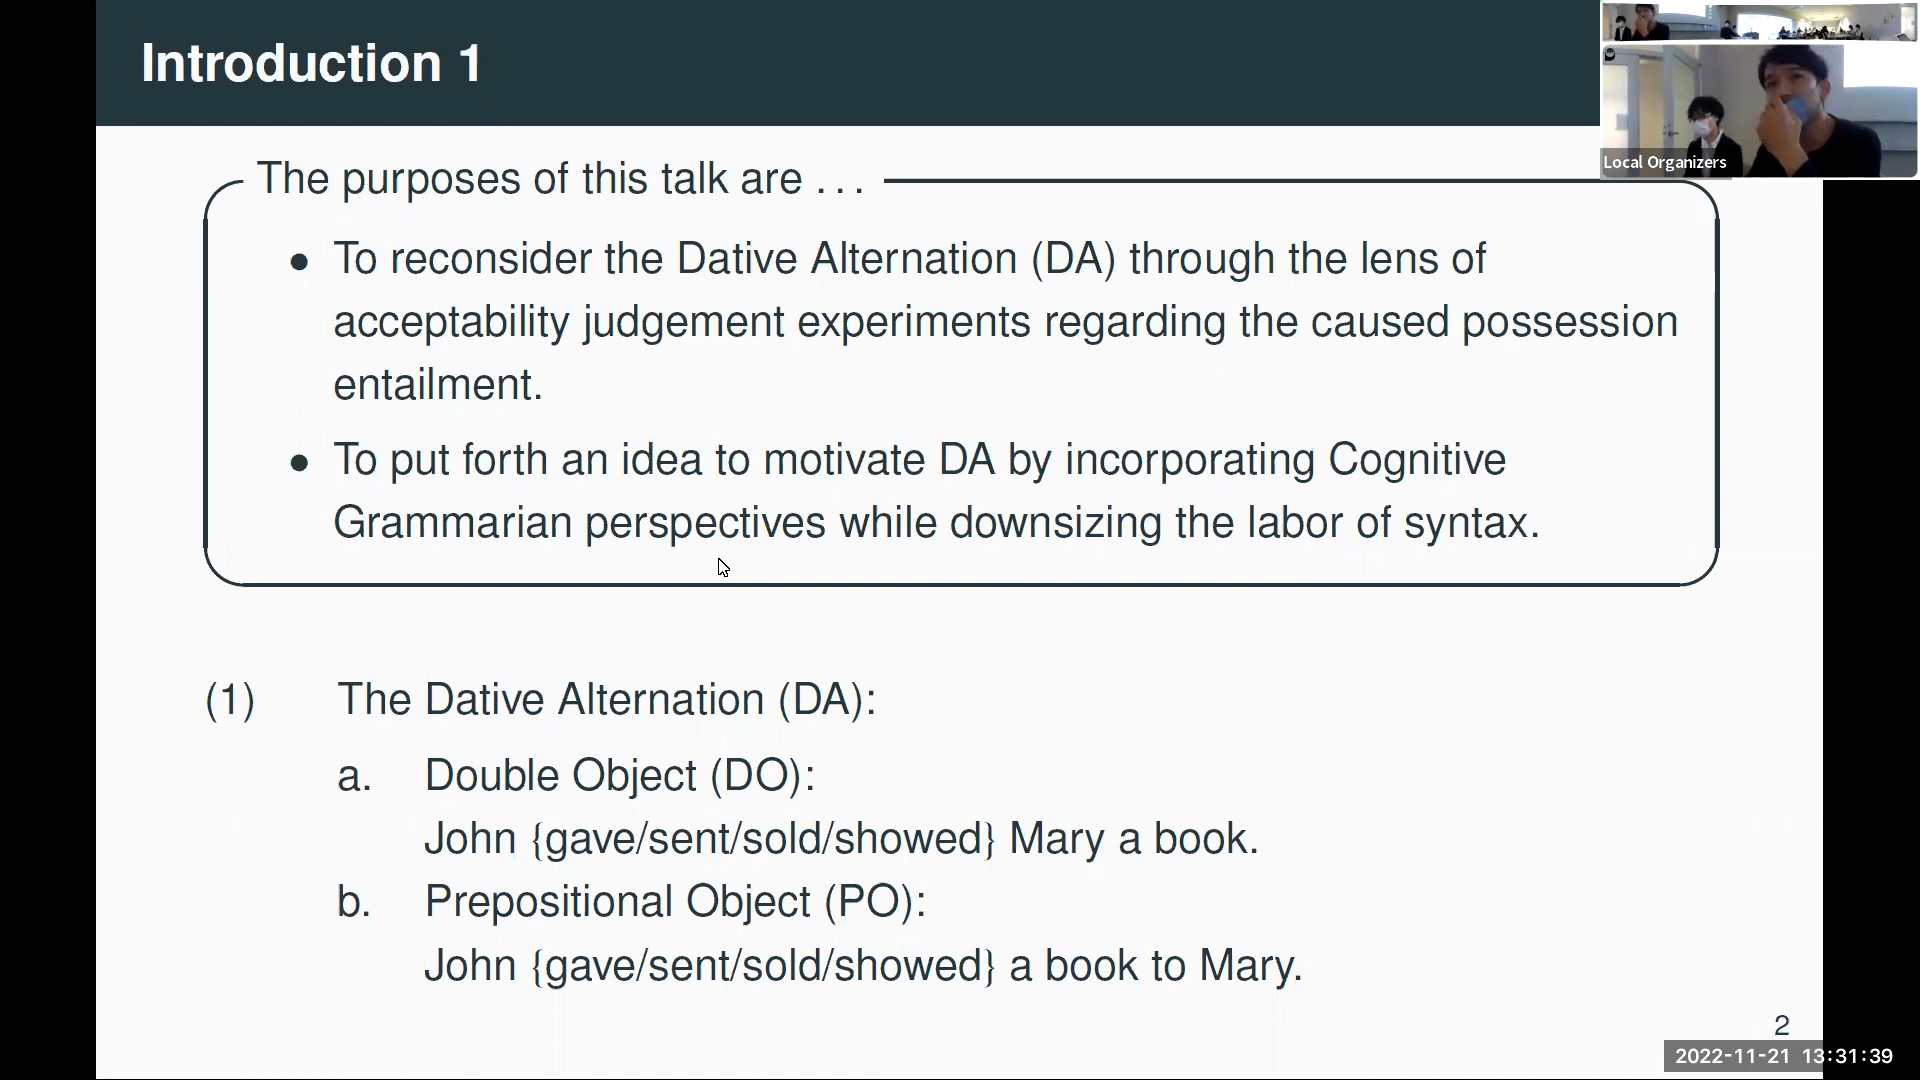 Introduction 1
Local Organizers
The purposes of this talk are . . .
• To reconsider the Dative Alternation (DA) through the lens of
acceptability judgement experiments regarding the caused possession
entailment.
• To put forth an idea to motivate DA by incorporating Cognitive
Grammarian perspectives while downsizing the labor of syntax.
(1) The Dative Alternation (DA):
a. Double Object (DO):
John {gave/sent/sold/showed} Mary a book.
b. Prepositional Object (PO):
John {gave/sent/sold/showed} a book to Mary.
2
2022-11-21 13:31:39